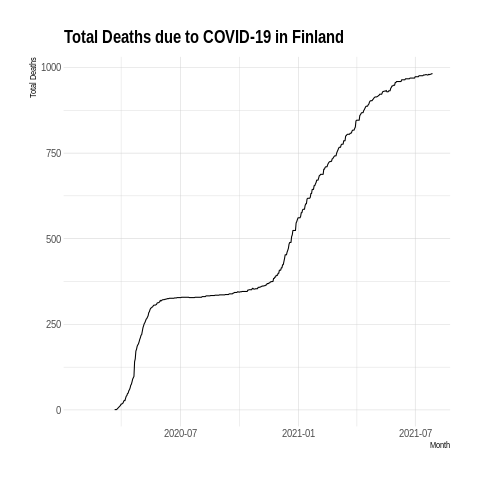 Total Deaths due to COVID-19 in Finland
Total Deaths
1000
750
500
250
0
2020-07
2021-01
2021-07
Month